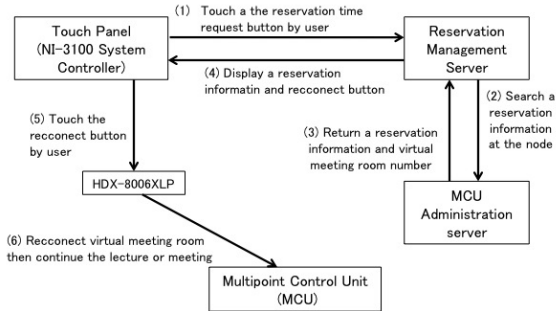 (1) Touch a the reservation time
request button by user
Touch Panel
(NI-3100 System
Controller)
Reservation
Management
Server
(4) Display a reservation
informatin and recconect button
(2) Search a
reservation
information
at the node
(5) Touch the
recconect button
by user
(3) Return a reservation
information and virtual
meeting room number
HDX-8006XLP
MCU
Administration
server
(6) Recconect virtual meeting room
then continue the lecture or meeting
Multipoint Control Unit
(MCU)